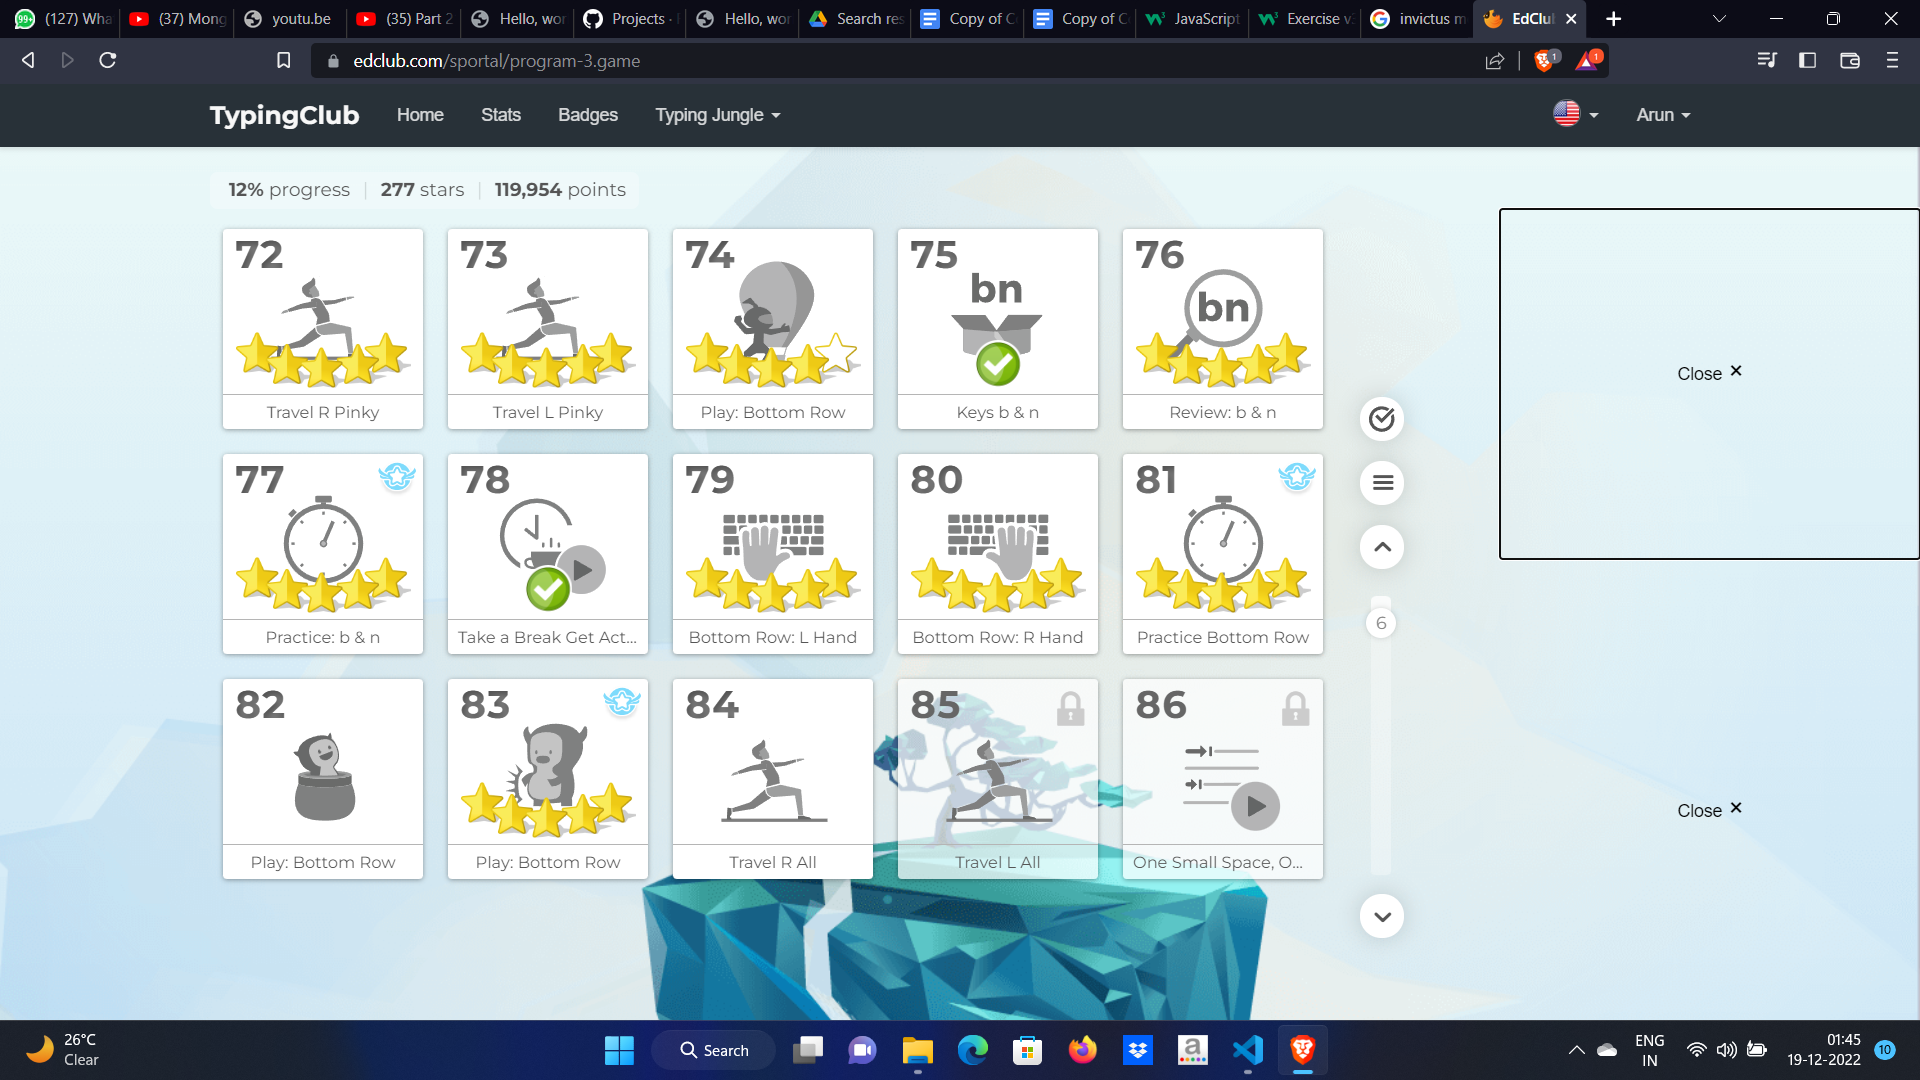 (127) Wha
(37) Mong
youtu.be
(35) Part 2
Hello, wor
Projects ·
Hello, wor
Search res
Copy of C
Copy of C
JavaScript
Exercise v
invictus m
EdClu
edclub.com/sportal/program-3.game
1
1
TypingClub
Home
Stats
Badges
Typing Jungle
Arun
12% progress
277 stars
119,954 points
72
Travel R Pinky
73
Travel L Pinky
74
Play: Bottom Row
75
bn
Keys b & n
76
bn
Review: b & n
77
Practice: b & n
78
Take a Break Get Act...
79
Bottom Row: L Hand
80
Bottom Row: R Hand
81
Practice Bottom Row
82
Play: Bottom Row
83
Play: Bottom Row
84
Travel R All
85
Travel L All
86
One Small Space, O...
6
Close ×
Close ×
26°C
Clear
Search
a
ENG
IN
01:45
19-12-2022
10